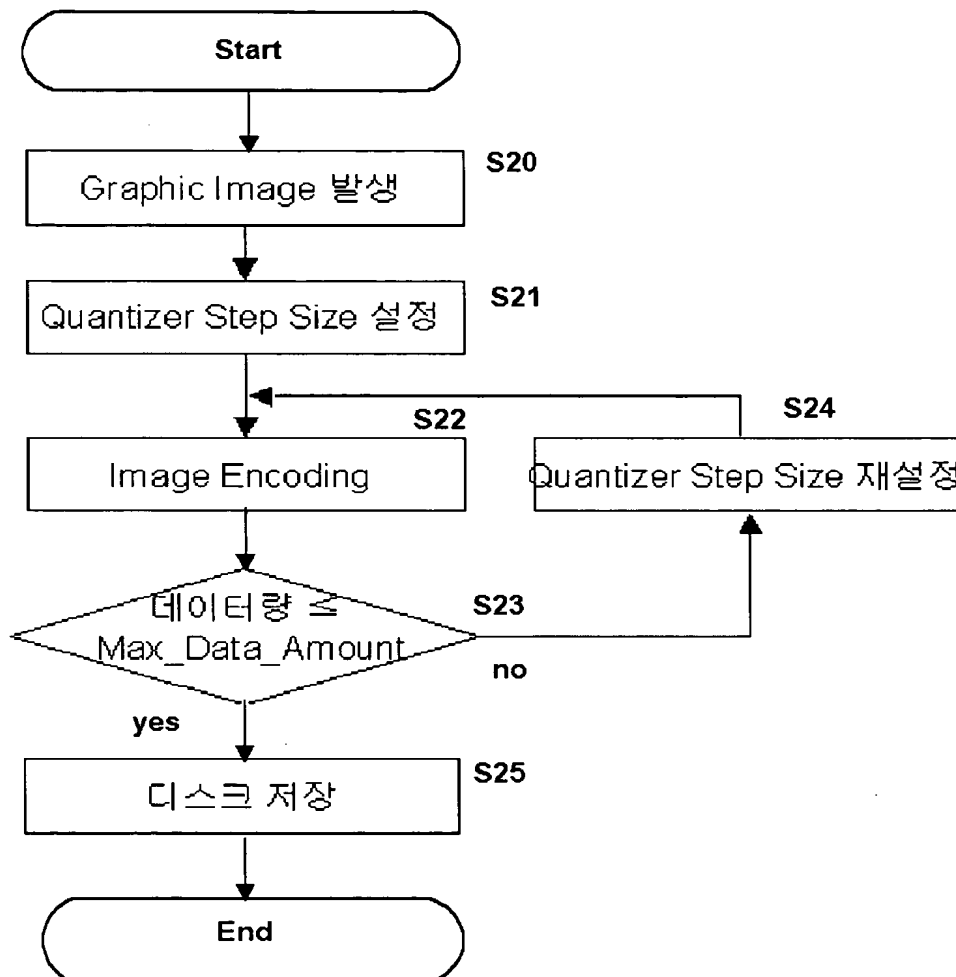 Start
S20
Graphic Image 발생
S21
Quantizer Step Size 설정
S22
Image Encoding
S24
Quantizer Step Size 재설정
데이터량 ≤
Max_Data_Amount
S23
no
yes
S25
디스크 저장
End